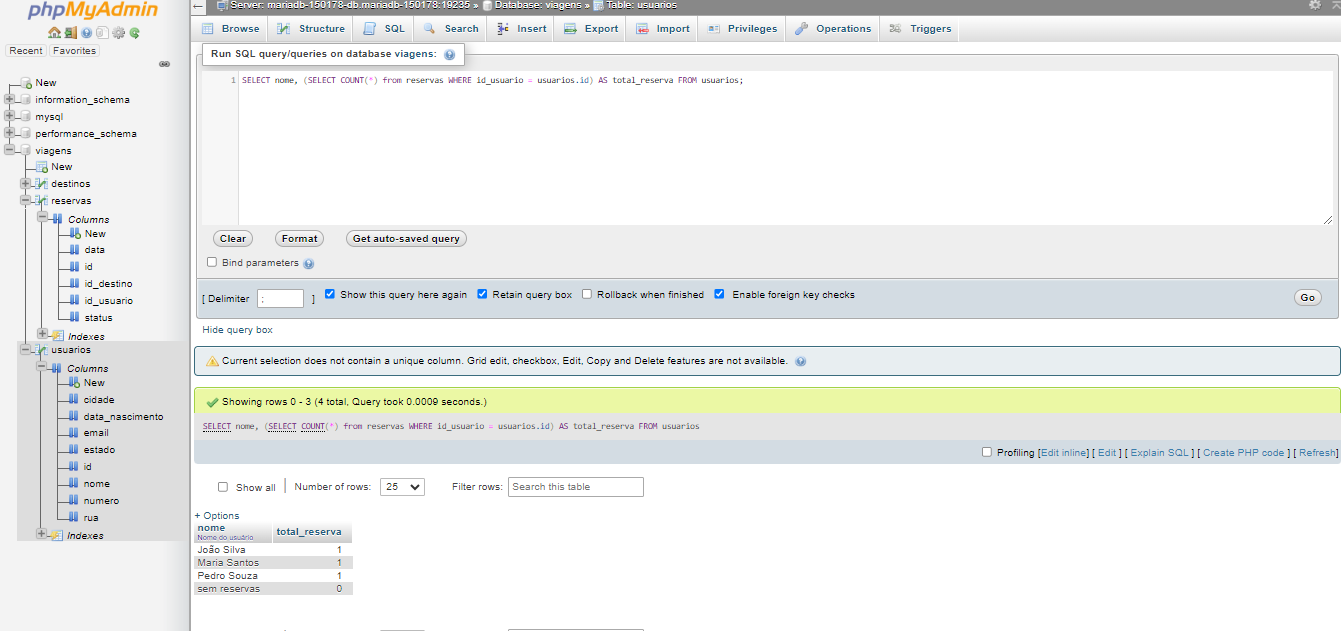 phpMyAdmin
Recent Favorites
New
information_schema
mysql
performance_schema
viagens
New
destinos
reservas
Columns
New
data
id
id_destino
id_usuario
status
Indexes
usuarios
Columns
New
cidade
data_nascimento
email
estado
id
nome
numero
rua
Indexes
Server: mariadb-150178-db.mariadb-150178:19235 » Database: viagens » Table: usuarios
Browse Structure SQL Search Insert Export Import Privileges Operations Triggers
Run SQL query/queries on database viagens:
1 SELECT nome, (SELECT COUNT(*) from reservas WHERE id_usuario = usuarios.id) AS total_reserva FROM usuarios;
Clear Format Get auto-saved query
Bind parameters
[ Delimiter ; ] Show this query here again Retain query box Rollback when finished Enable foreign key checks Go
Hide query box
Current selection does not contain a unique column. Grid edit, checkbox, Edit, Copy and Delete features are not available.
Showing rows 0 - 3 (4 total, Query took 0.0009 seconds.)
SELECT nome, (SELECT COUNT(*) from reservas WHERE id_usuario = usuarios.id) AS total_reserva FROM usuarios
Profiling [Edit inline] [ Edit ] [ Explain SQL ] [ Create PHP code ] [ Refresh]
Show all Number of rows: 25 Filter rows: Search this table
+ Options
nome total_reserva
Nome do usuário
João Silva 1
Maria Santos 1
Pedro Souza 1
sem reservas 0